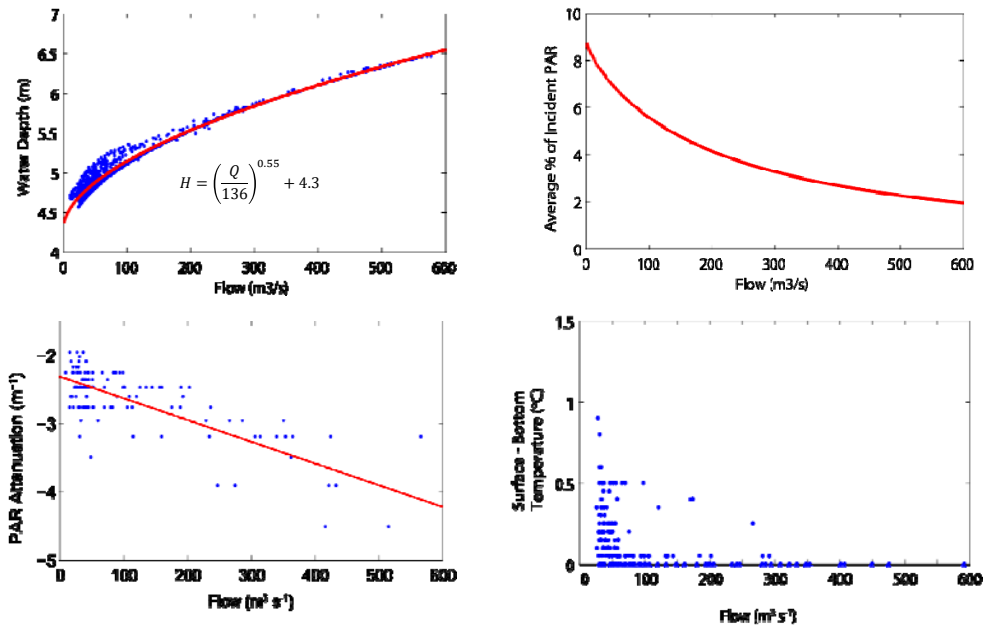 7
6.5
6
5.5
5
4.5
4
Water Depth (m)
H = (Q/136)^0.55 + 4.3
0 100 200 300 400 500 600
Flow (m3/s)
10
8
6
4
2
0
Average % of Incident PAR
0 100 200 300 400 500 600
Flow (m3/s)
−2
−3
−4
−5
PAR Attenuation (m⁻¹)
0 100 200 300 400 500 600
Flow (m³ s⁻¹)
1.5
1
0.5
0
Surface - Bottom
Temperature (°C)
0 100 200 300 400 500 600
Flow (m³ s⁻¹)